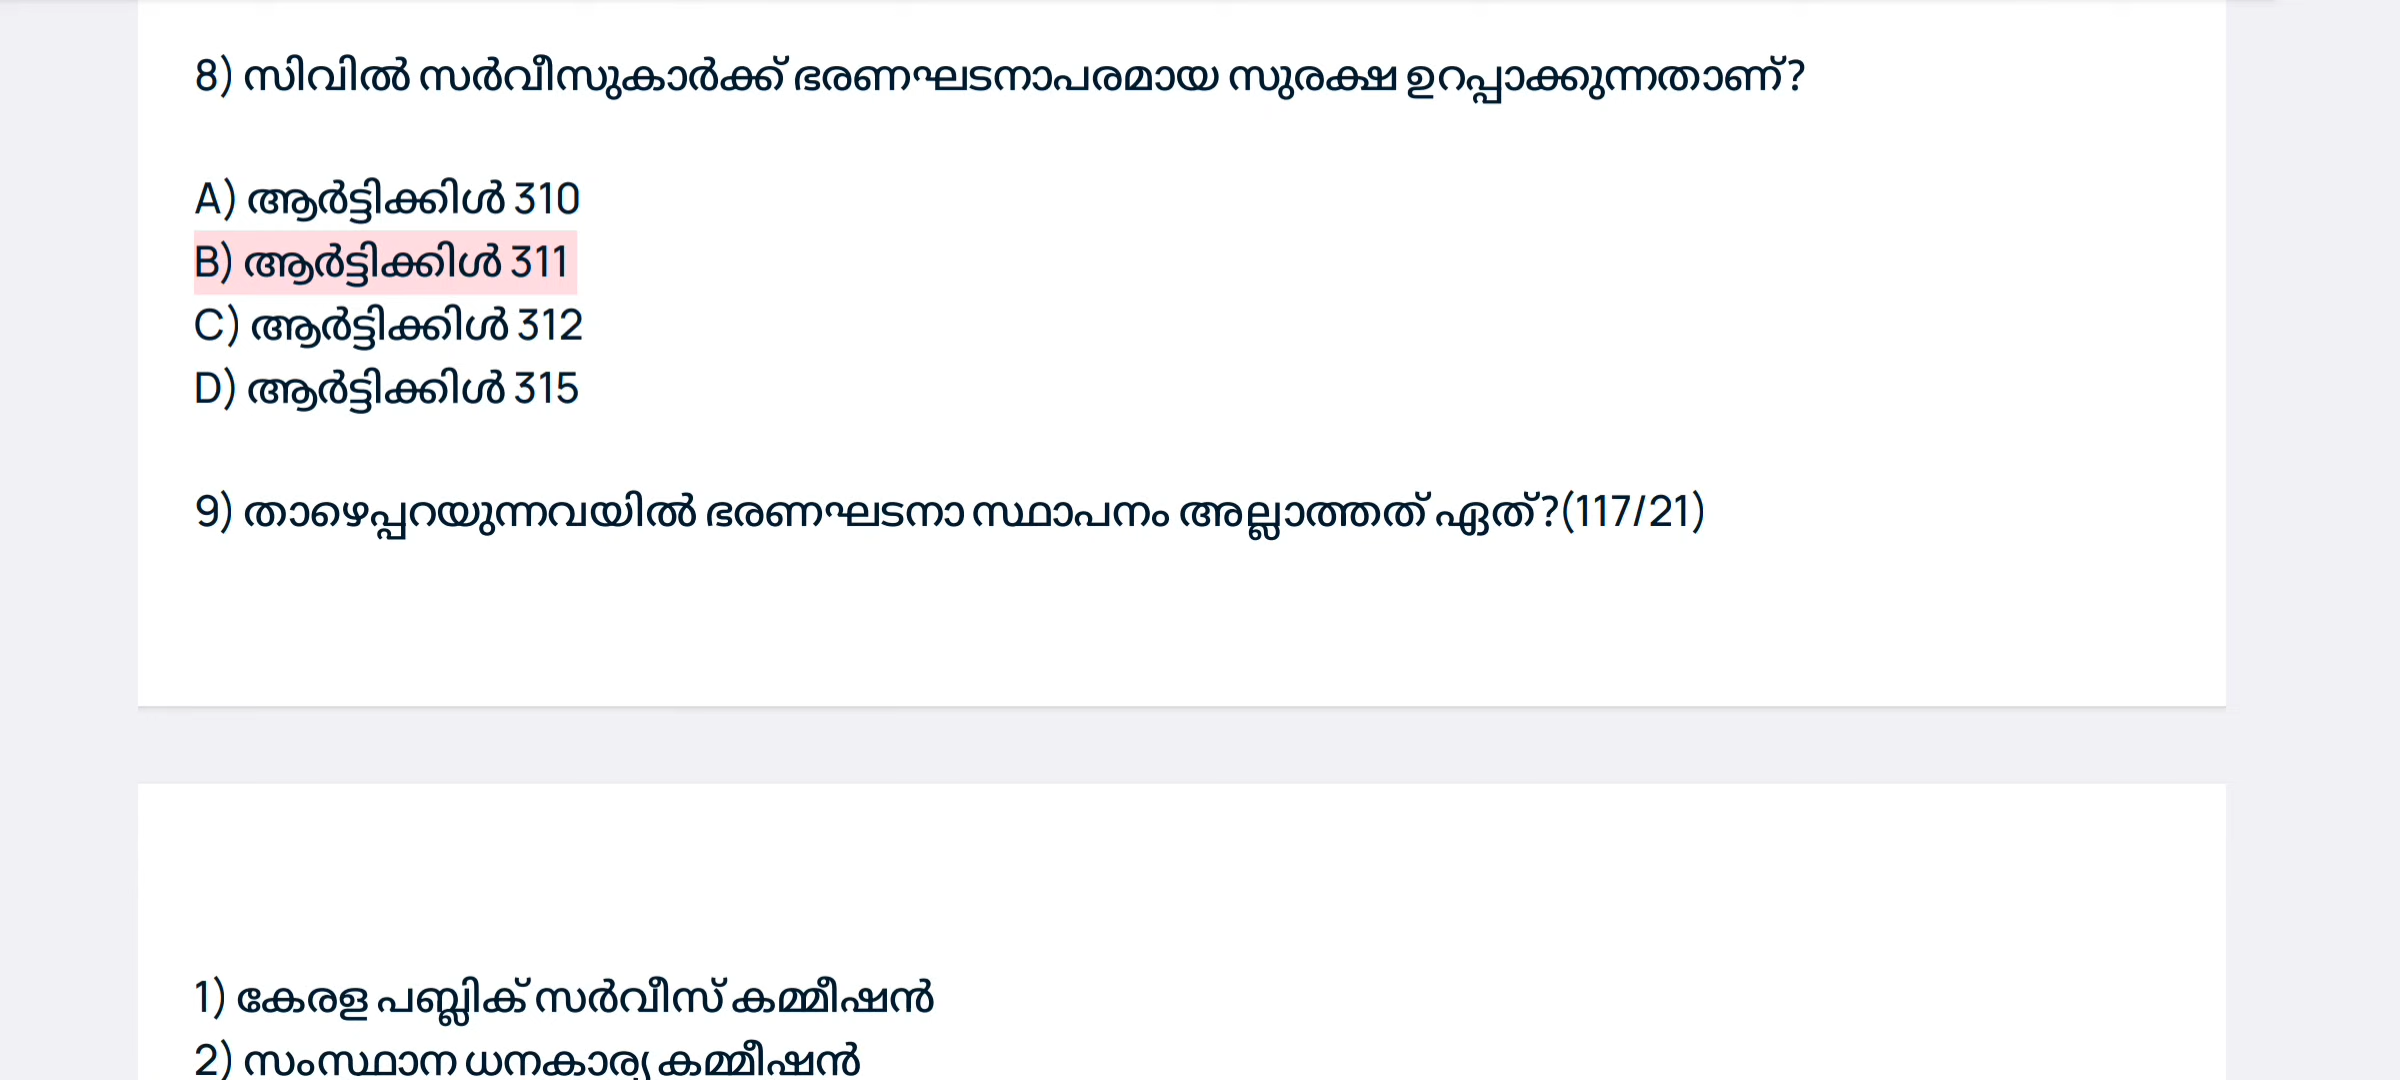 8) സിവിൽ സർവീസുകാർക്ക് ഭരണഘടനാപരമായ സുരക്ഷ ഉറപ്പാക്കുന്നതാണ്?
A) ആർട്ടിക്കിൾ 310
B) ആർട്ടിക്കിൾ 311
C) ആർട്ടിക്കിൾ 312
D) ആർട്ടിക്കിൾ 315
9) താഴെപ്പറയുന്നവയിൽ ഭരണഘടനാ സ്ഥാപനം അല്ലാത്തത് ഏത്?(117/21)
1) കേരള പബ്ലിക് സർവീസ് കമ്മീഷൻ
2) സംസ്ഥാന ധനകാര്യ കമ്മീഷൻ